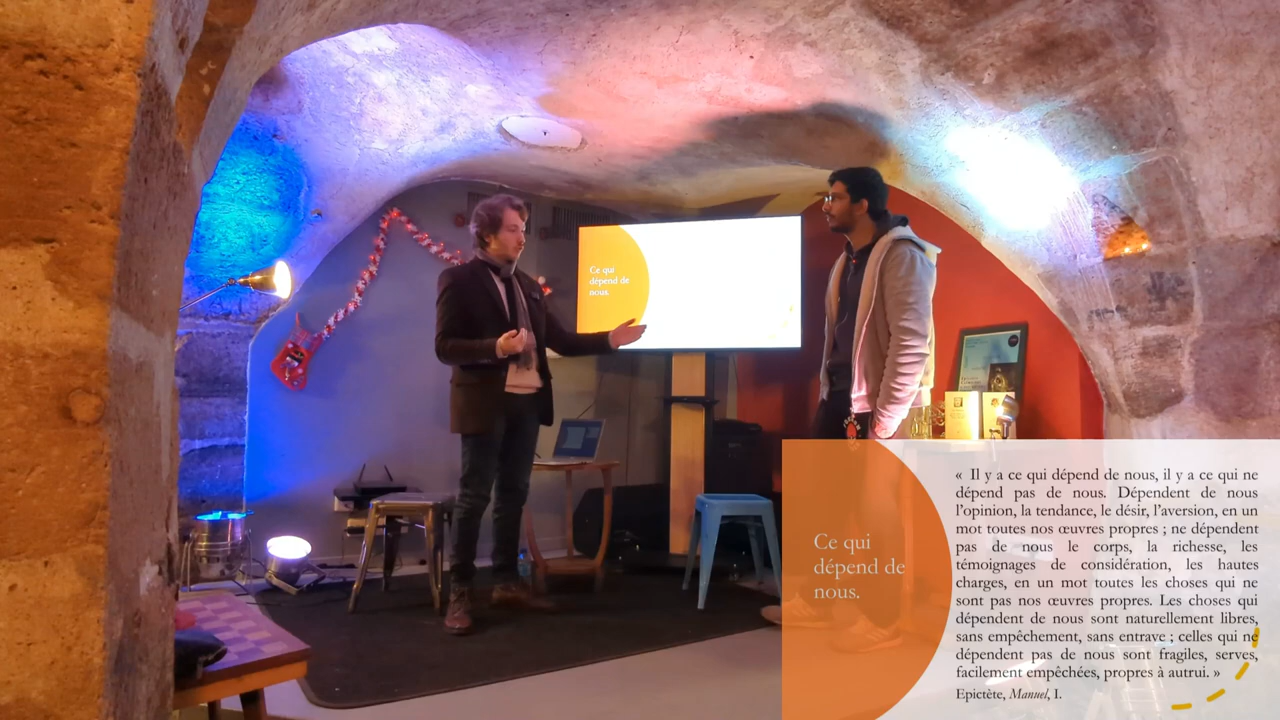 Ce qui
dépend de
nous.
Ce qui
dépend de
nous.
« Il y a ce qui dépend de nous, il y a ce qui ne
dépend pas de nous. Dépendent de nous
l’opinion, la tendance, le désir, l’aversion, en un
mot toutes nos œuvres propres ; ne dépendent
pas de nous le corps, la richesse, les
témoignages de considération, les hautes
charges, en un mot toutes les choses qui ne
sont pas nos œuvres propres. Les choses qui
dépendent de nous sont naturellement libres,
sans empêchement, sans entrave ; celles qui ne
dépendent pas de nous sont fragiles, serves,
facilement empêchées, propres à autrui. »
Epictète, Manuel, I.